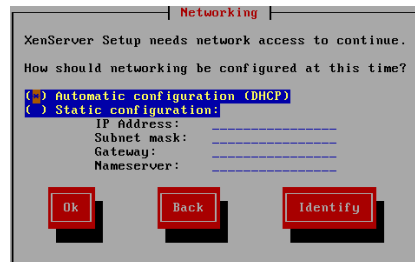 Networking
XenServer Setup needs network access to continue.
How should networking be configured at this time?
(*) Automatic configuration (DHCP)
( ) Static configuration:
IP Address:
Subnet mask:
Gateway:
Nameserver:
Ok Back Identify